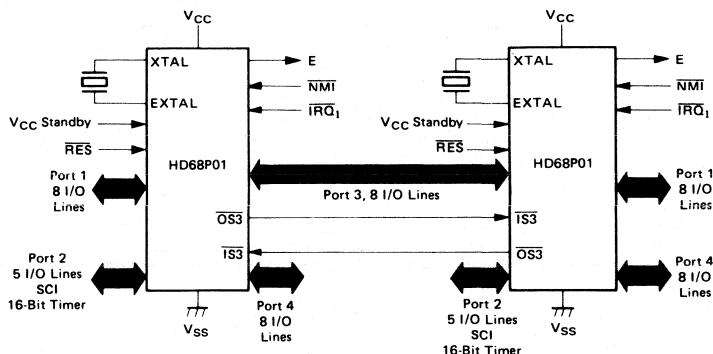 VCC
XTAL
E
NMI
EXTAL
IRQ1
VCC Standby
RES
HD68P01
Port 1
8 I/O
Lines
OS3
IS3
Port 2
5 I/O Lines
SCI
16-Bit Timer
Port 4
8 I/O
Lines
VSS
Port 3, 8 I/O Lines
VCC
XTAL
E
NMI
EXTAL
IRQ1
VCC Standby
RES
HD68P01
Port 1
8 I/O
Lines
IS3
OS3
Port 4
8 I/O
Lines
Port 2
5 I/O Lines
SCI
16-Bit Timer
VSS